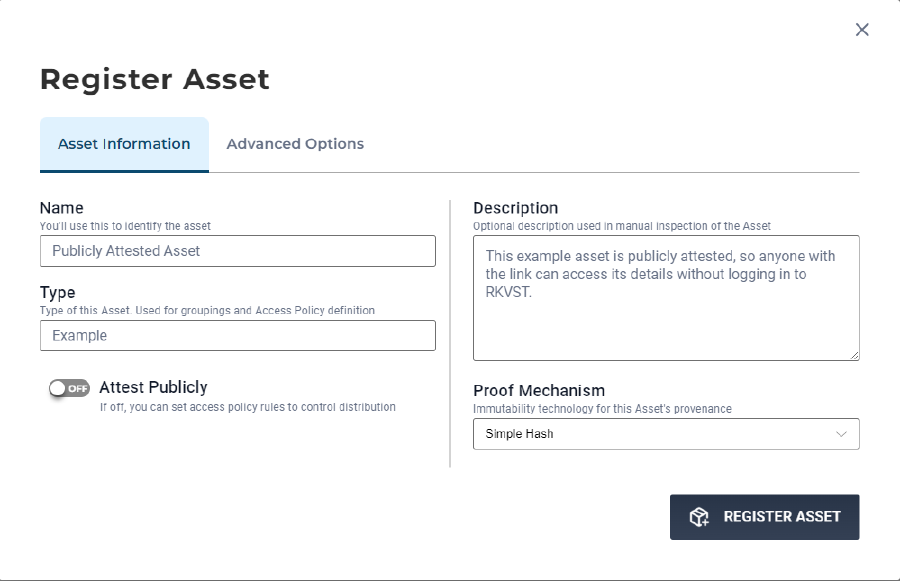 Register Asset
Asset Information
Advanced Options
Name
You'll use this to identify the asset
Publicly Attested Asset
Type
Type of this Asset. Used for groupings and Access Policy definition
Example
OFF
Attest Publicly
If off, you can set access policy rules to control distribution
Description
Optional description used in manual inspection of the Asset
This example asset is publicly attested, so anyone with
the link can access its details without logging in to
RKVST.
Proof Mechanism
Immutability technology for this Asset's provenance
Simple Hash
REGISTER ASSET